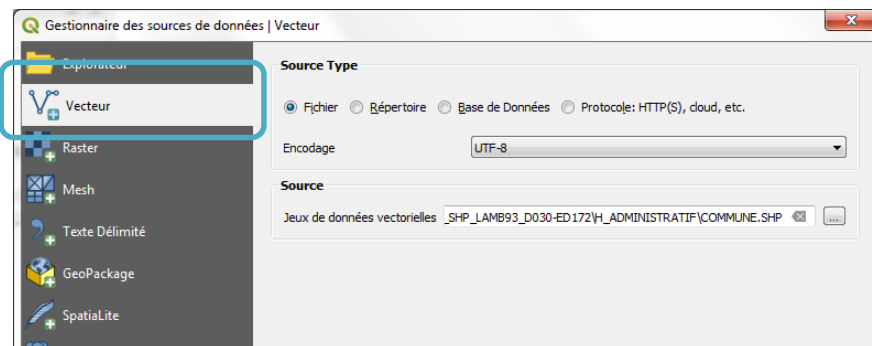 Gestionnaire des sources de données | Vecteur
Explorateur
Vecteur
Raster
Mesh
Texte Délimité
GeoPackage
SpatiaLite
Source Type
Fichier Répertoire Base de Données Protocole: HTTP(S), cloud, etc.
Encodage UTF-8
Source
Jeux de données vectorielles _SHP_LAMB93_D030-ED172\H_ADMINISTRATIF\COMMUNE.SHP ...